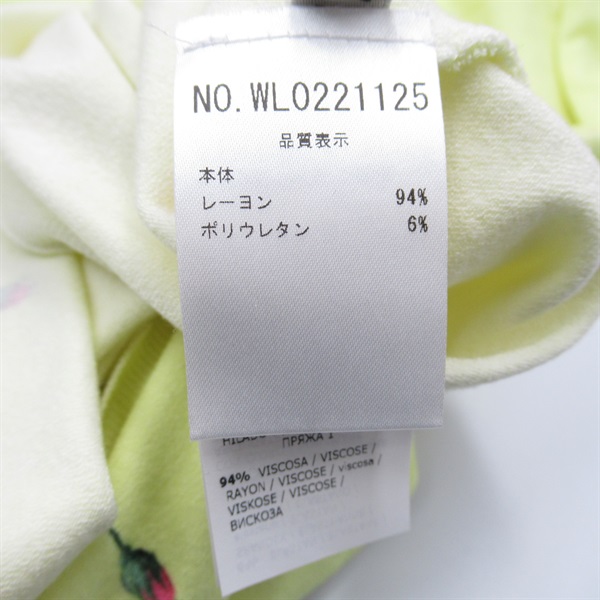 NO.WL0221125
品質表示
本体
レーヨン 94%
ポリウレタン 6%
ПРЯЖА
94% VISCOSA / VISCOSE /
RAYON / VISCOSE / viscosa /
VISKOSE / VISCOSE /
ВИСКОЗА